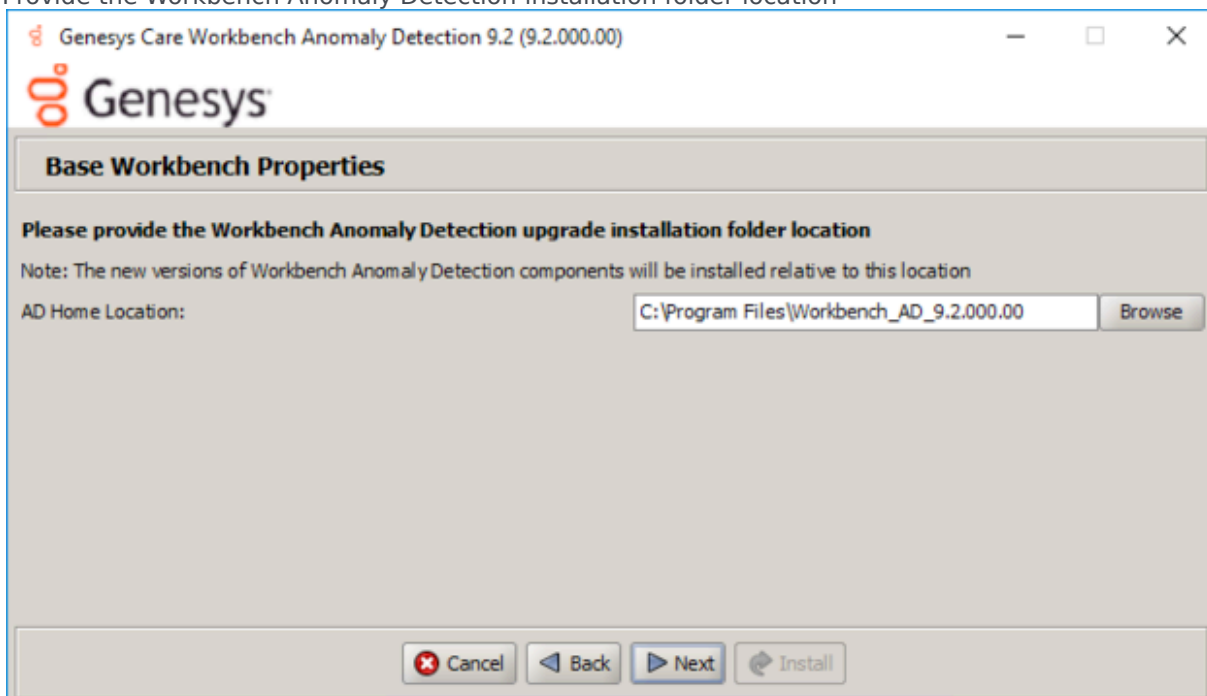 Provide the Workbench Anomaly Detection installation folder location
Genesys Care Workbench Anomaly Detection 9.2 (9.2.000.00)
Genesys
Base Workbench Properties
Please provide the Workbench Anomaly Detection upgrade installation folder location
Note: The new versions of Workbench Anomaly Detection components will be installed relative to this location
AD Home Location: C:\Program Files\Workbench_AD_9.2.000.00 Browse
Cancel Back Next Install